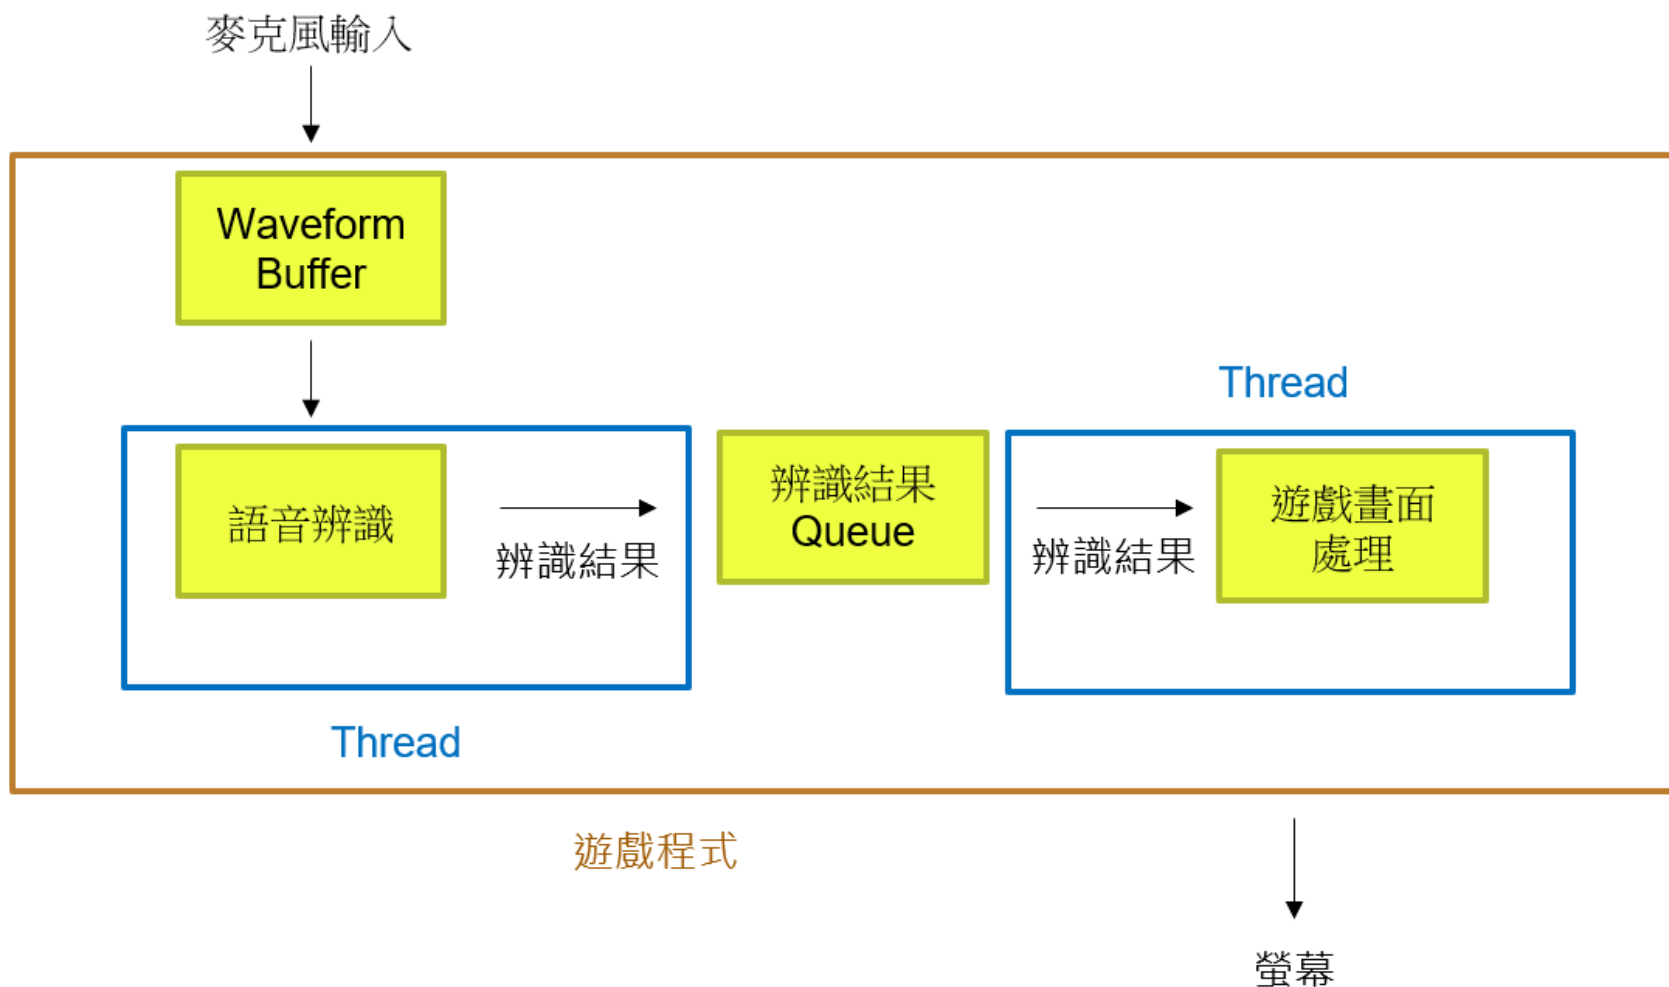 麥克風輸入
Waveform
Buffer
Thread
語音辨識
辨識結果
辨識結果
Queue
辨識結果
遊戲畫面
處理
Thread
遊戲程式
螢幕